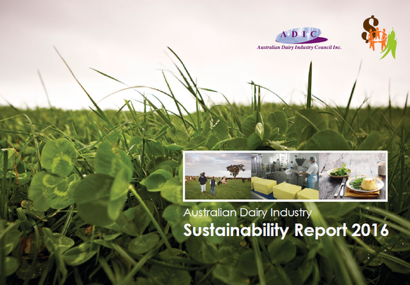 ADIC
Australian Dairy Industry Council Inc.
Australian Dairy Industry
Sustainability Report 2016